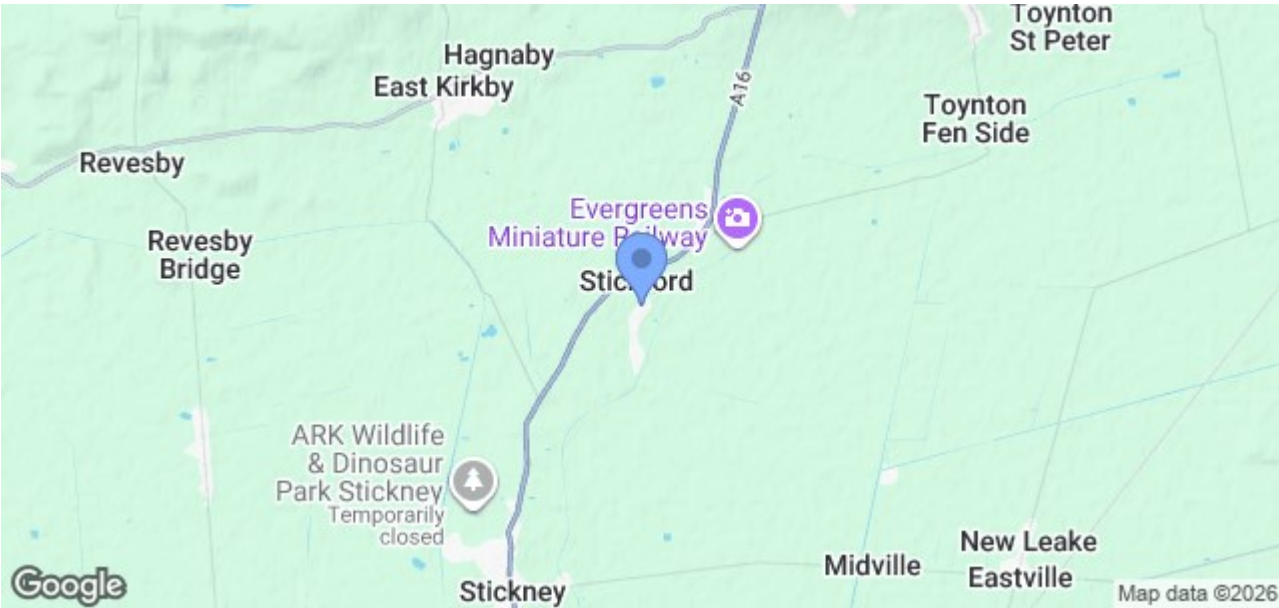 Toynton
St Peter
Hagnaby
East Kirkby
A16
Toynton
Fen Side
Revesby
Evergreens
Miniature Railway
Revesby
Bridge
Stickford
ARK Wildlife
& Dinosaur
Park Stickney
Temporarily
closed
New Leake
Midville
Eastville
Stickney
Google
Map data ©2026